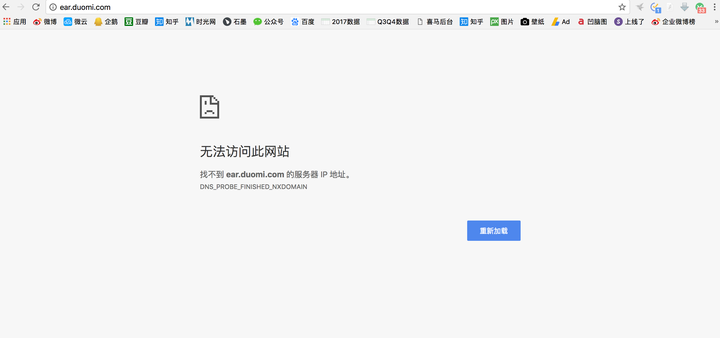 ear.duomi.com
应用 微博 微云 企鹅 豆瓣 知乎 时光网 石墨 公众号 百度 2017数据 Q3Q4数据 喜马后台 知乎 图片 壁纸 Ad 凹脑图 上线了 企业微博榜 »
无法访问此网站
找不到 ear.duomi.com 的服务器 IP 地址。
DNS_PROBE_FINISHED_NXDOMAIN
重新加载